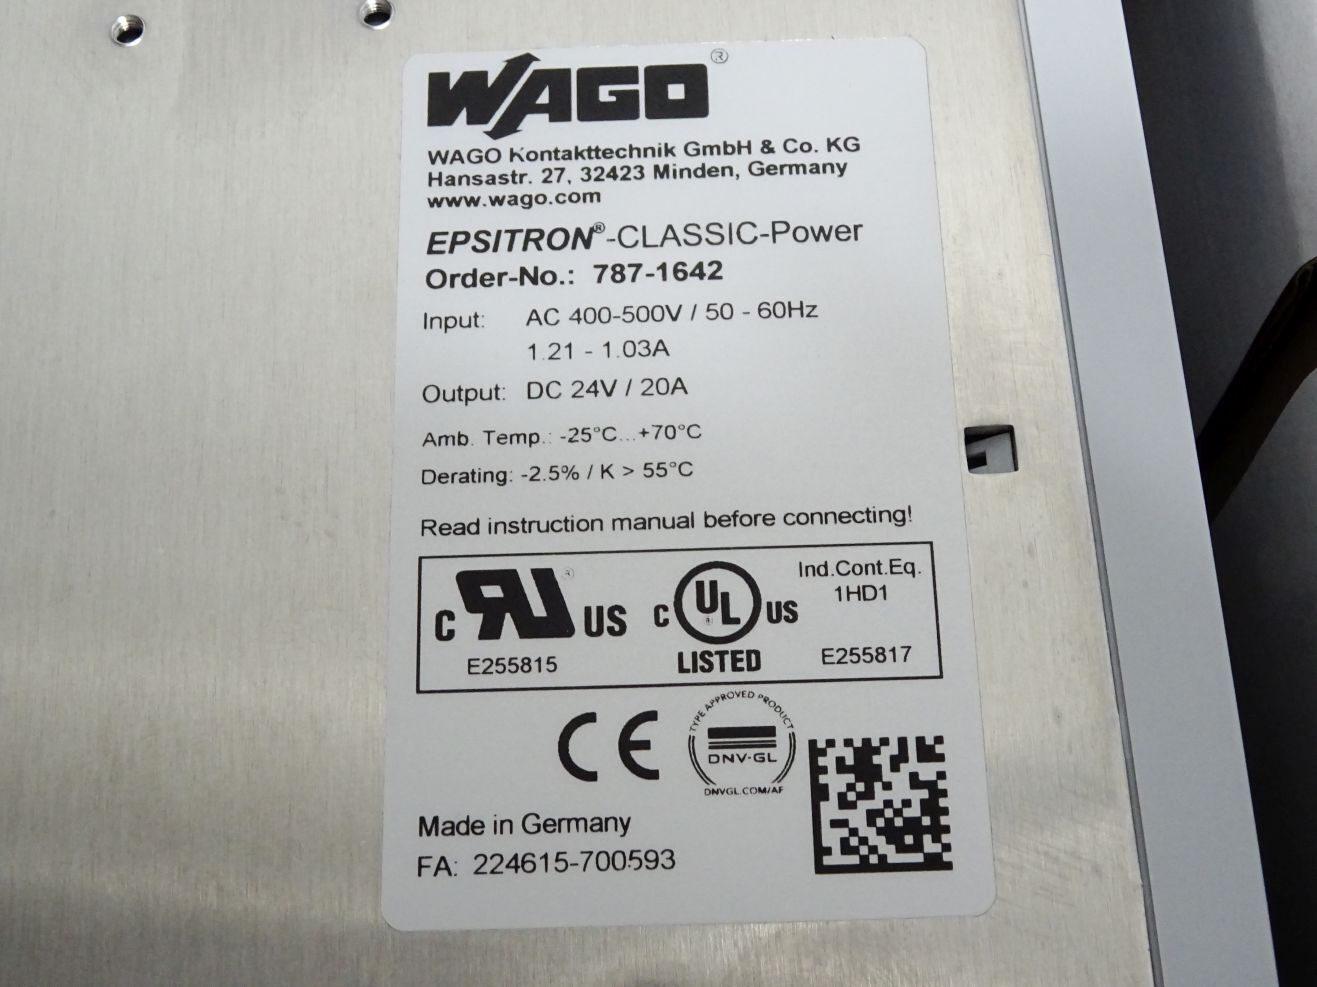 WAGO®
WAGO Kontakttechnik GmbH & Co. KG
Hansastr. 27, 32423 Minden, Germany
www.wago.com
EPSITRON®-CLASSIC-Power
Order-No.: 787-1642
Input: AC 400-500V / 50 - 60Hz
1.21 - 1.03A
Output: DC 24V / 20A
Amb. Temp.: -25°C...+70°C
Derating: -2.5% / K > 55°C
Read instruction manual before connecting!
C RU® US
E255815
C UL® US
LISTED
Ind.Cont.Eq.
1HD1
E255817
CE
TYPE APPROVED PRODUCT
DNV·GL
DNVGL.COM/AF
Made in Germany
FA: 224615-700593